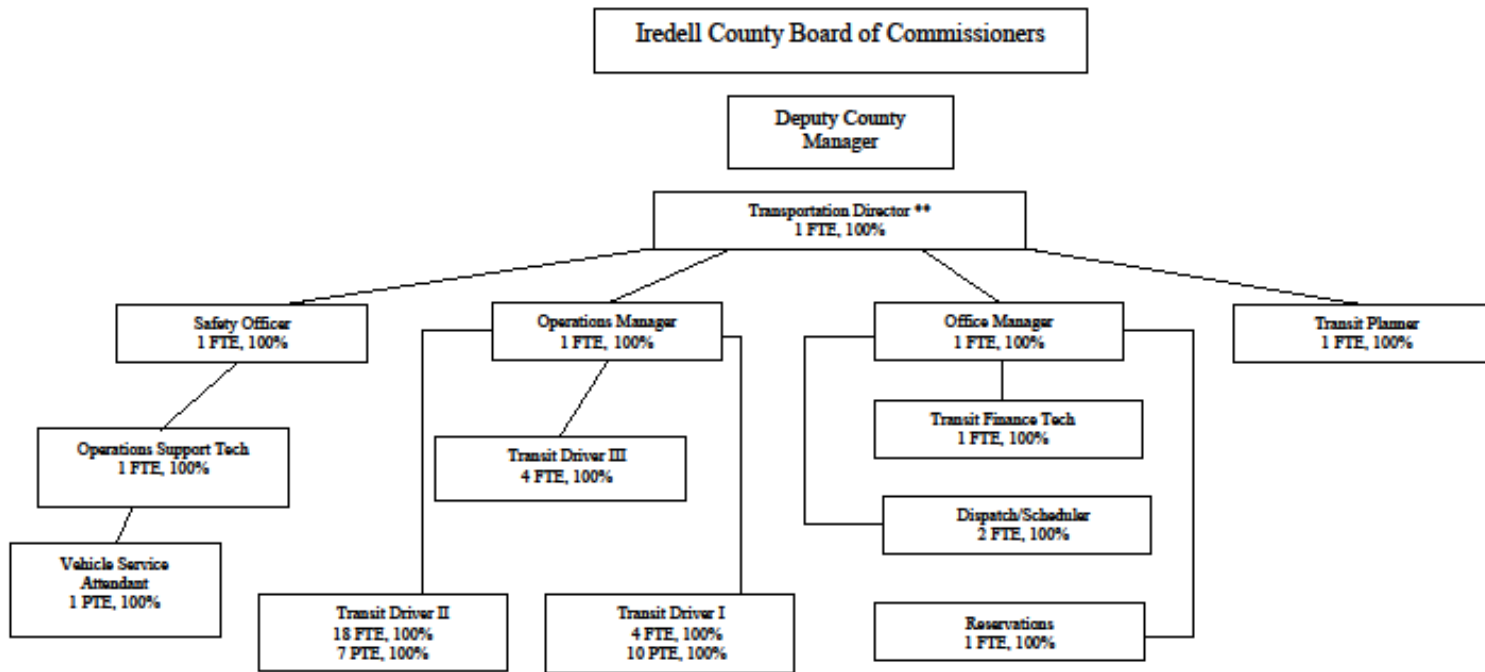 Iredell County Board of Commissioners
Deputy County
Manager
Transportation Director **
1 FTE, 100%
Safety Officer
1 FTE, 100%
Operations Manager
1 FTE, 100%
Office Manager
1 FTE, 100%
Transit Planner
1 FTE, 100%
Operations Support Tech
1 FTE, 100%
Transit Driver III
4 FTE, 100%
Transit Finance Tech
1 FTE, 100%
Dispatch/Scheduler
2 FTE, 100%
Vehicle Service
Attendant
1 PTE, 100%
Transit Driver II
18 FTE, 100%
7 PTE, 100%
Transit Driver I
4 FTE, 100%
10 PTE, 100%
Reservations
1 FTE, 100%